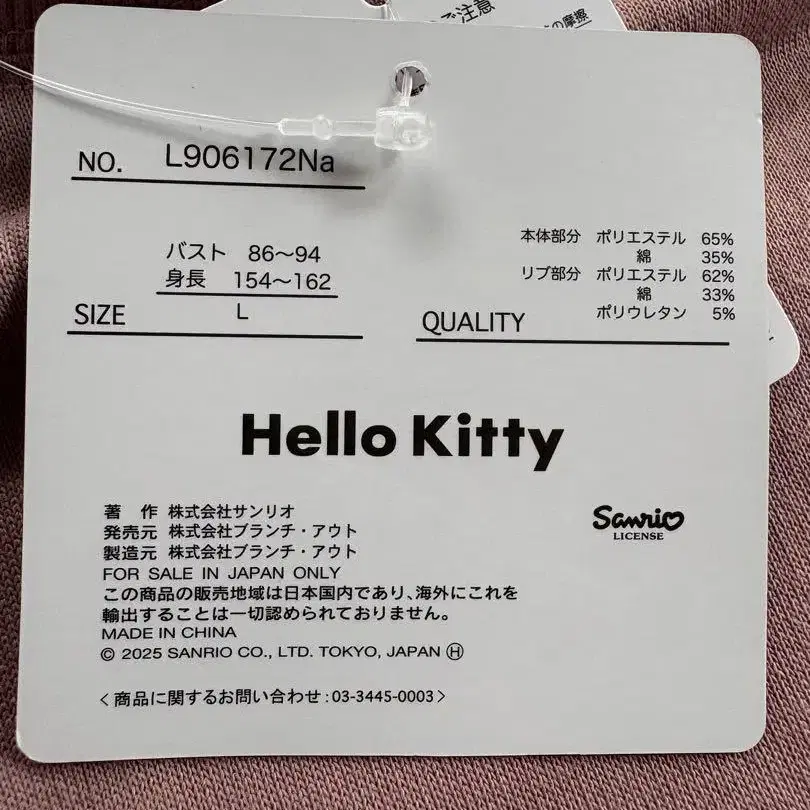 ご注意
の摩擦
NO. L906172Na
バスト 86〜94
身長 154〜162
SIZE L
本体部分 ポリエステル 65%
綿 35%
リブ部分 ポリエステル 62%
綿 33%
ポリウレタン 5%
QUALITY
Hello Kitty
著 作 株式会社サンリオ
発売元 株式会社ブランチ・アウト
製造元 株式会社ブランチ・アウト
Sanrio
LICENSE
FOR SALE IN JAPAN ONLY
この商品の販売地域は日本国内であり、海外にこれを
輸出することは一切認められておりません。
MADE IN CHINA
© 2025 SANRIO CO., LTD. TOKYO, JAPAN Ⓗ
〈商品に関するお問い合わせ:03-3445-0003〉